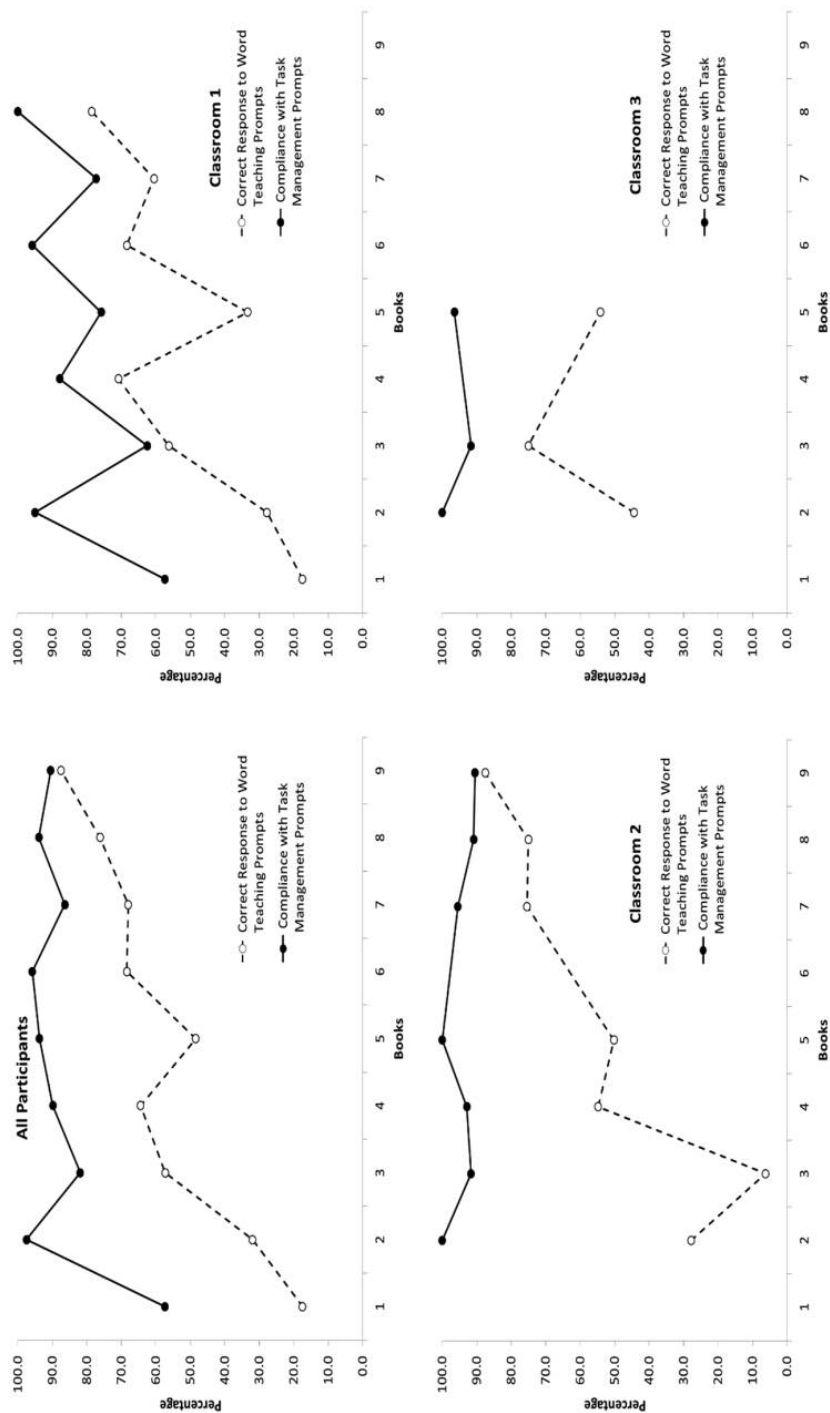 All Participants
Percentage
100.0
90.0
80.0
70.0
60.0
50.0
40.0
30.0
20.0
10.0
0.0
1
2
3
4
5
6
7
8
9
Books
Correct Response to Word
Teaching Prompts
Compliance with Task
Management Prompts
Classroom 1
Percentage
100.0
90.0
80.0
70.0
60.0
50.0
40.0
30.0
20.0
10.0
0.0
1
2
3
4
5
6
7
8
9
Books
Correct Response to Word
Teaching Prompts
Compliance with Task
Management Prompts
Classroom 2
Percentage
100.0
90.0
80.0
70.0
60.0
50.0
40.0
30.0
20.0
10.0
0.0
1
2
3
4
5
6
7
8
9
Books
Correct Response to Word
Teaching Prompts
Compliance with Task
Management Prompts
Classroom 3
Percentage
100.0
90.0
80.0
70.0
60.0
50.0
40.0
30.0
20.0
10.0
0.0
1
2
3
4
5
6
7
8
9
Books
Correct Response to Word
Teaching Prompts
Compliance with Task
Management Prompts